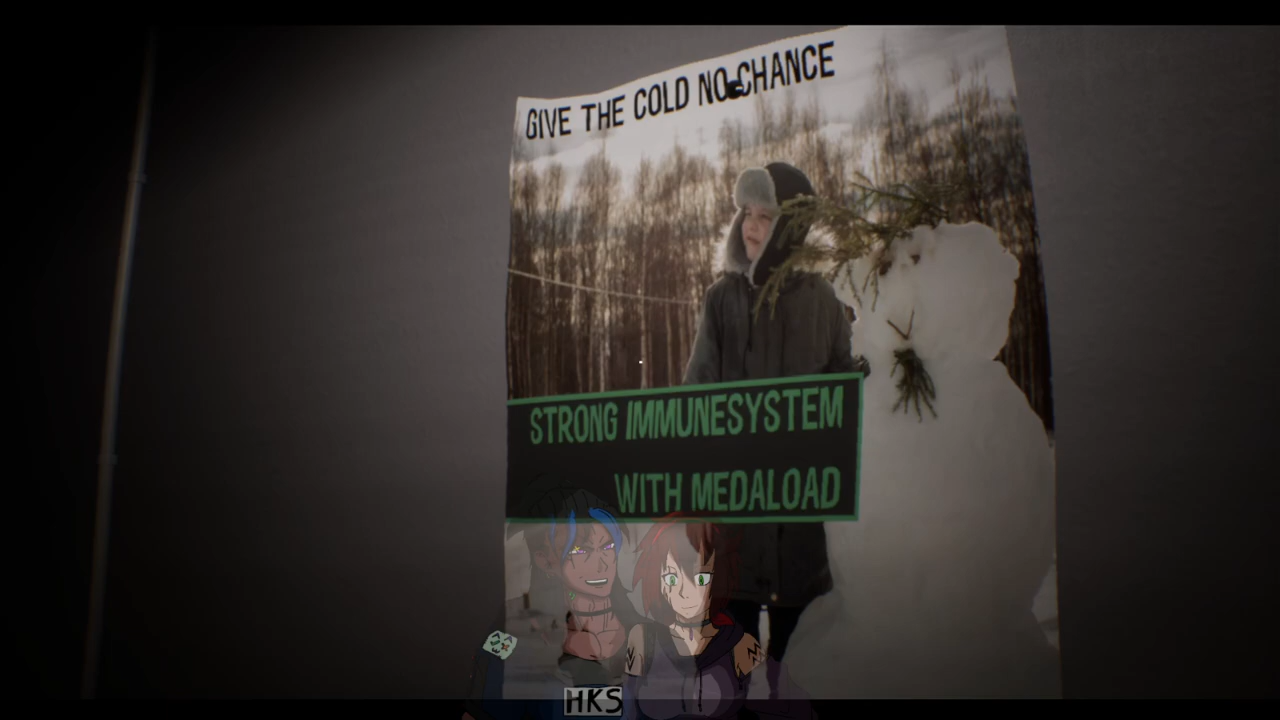 GIVE THE COLD NO CHANCE
STRONG IMMUNESYSTEM
WITH MEDALOAD
HKS